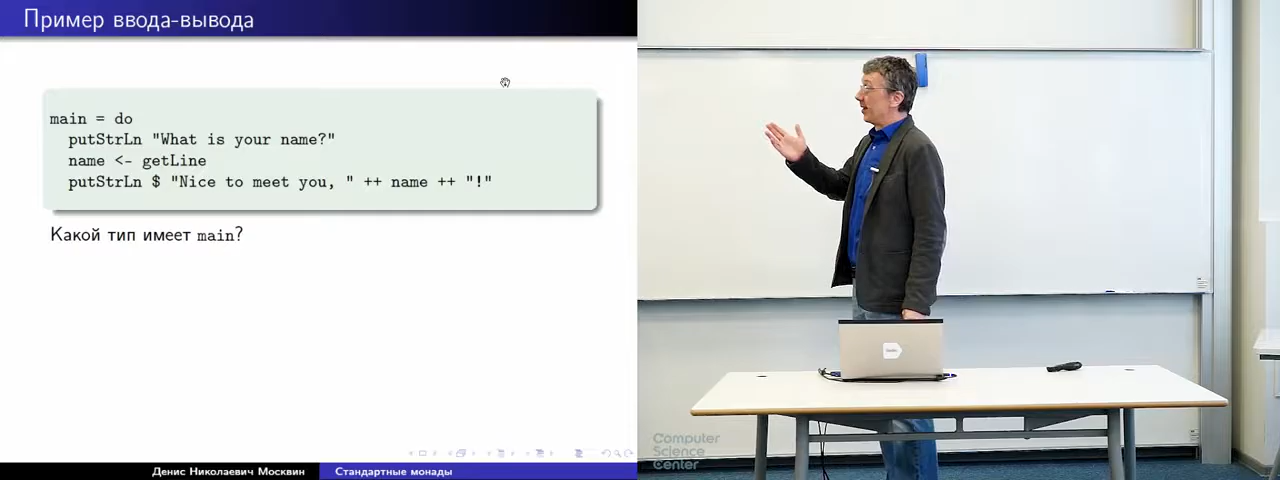 Пример ввода-вывода
main = do
putStrLn "What is your name?"
name <- getLine
putStrLn $ "Nice to meet you, " ++ name ++ "!"
Какой тип имеет main?
Денис Николаевич Москвин
Стандартные монады
Computer
Science
Center